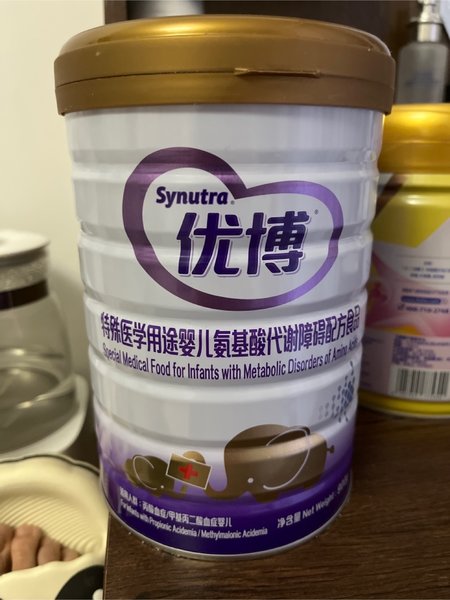 Synutra®
优博®
特殊医学用途婴儿氨基酸代谢障碍配方食品
Special Medical Food for Infants with Metabolic Disorders of Amino Acids
适用人群：丙酸血症/甲基丙二酸血症婴儿
For Infants with Propionic Acidemia / Methylmalonic Acidemia
净含量 Net Weight: